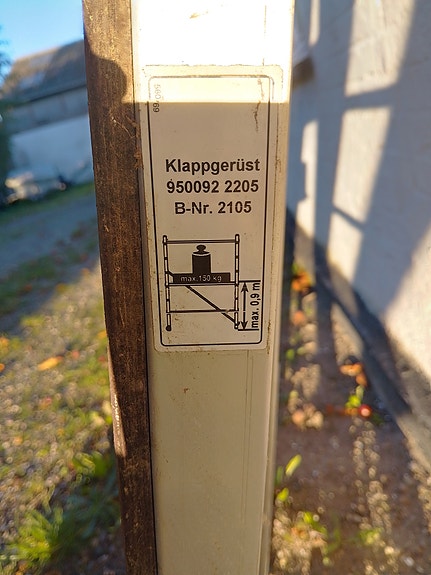 Klappgerüst
950092 2205
B-Nr. 2105
max.150 kg
max. 0,9 m